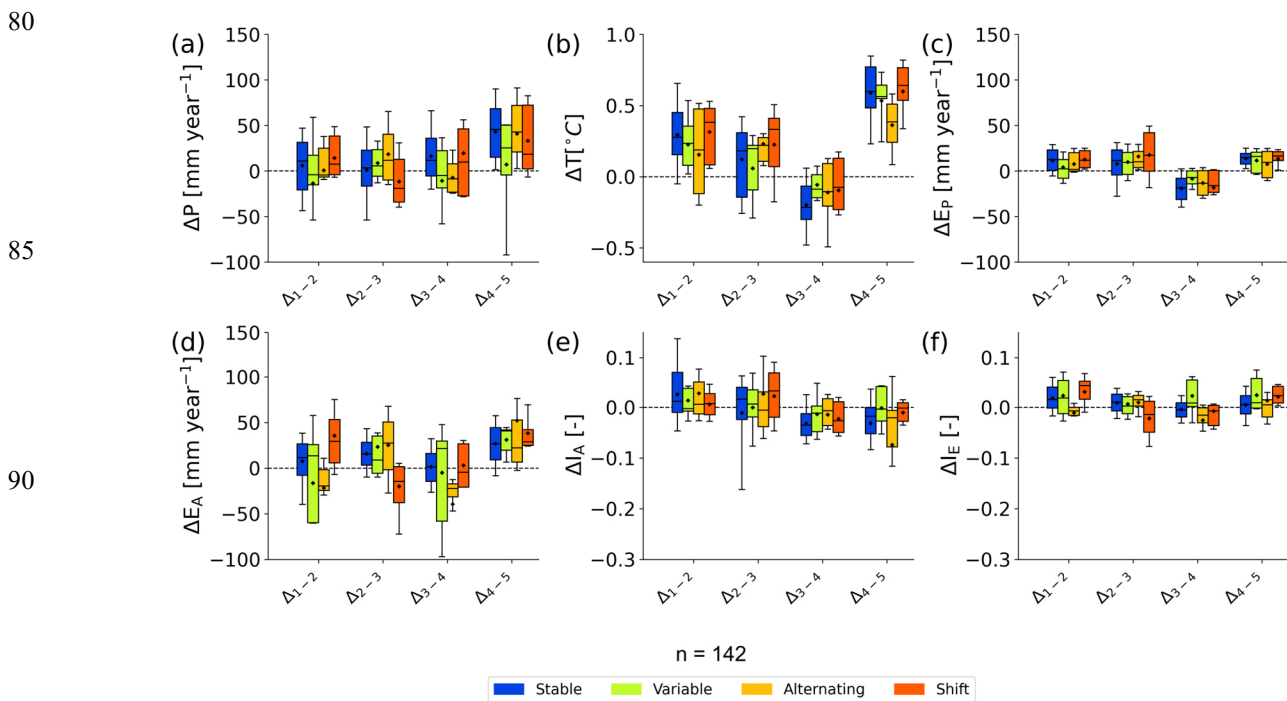 80
85
90
(a)
ΔP [mm year⁻¹]
150
100
50
0
−50
−100
Δ₁₋₂
Δ₂₋₃
Δ₃₋₄
Δ₄₋₅
(b)
ΔT[°C]
1.0
0.5
0.0
−0.5
Δ₁₋₂
Δ₂₋₃
Δ₃₋₄
Δ₄₋₅
(c)
ΔE_P [mm year⁻¹]
150
100
50
0
−50
−100
Δ₁₋₂
Δ₂₋₃
Δ₃₋₄
Δ₄₋₅
(d)
ΔE_A [mm year⁻¹]
150
100
50
0
−50
−100
Δ₁₋₂
Δ₂₋₃
Δ₃₋₄
Δ₄₋₅
(e)
ΔI_A [-]
0.1
0.0
−0.1
−0.2
−0.3
Δ₁₋₂
Δ₂₋₃
Δ₃₋₄
Δ₄₋₅
(f)
ΔI_E [-]
0.1
0.0
−0.1
−0.2
−0.3
Δ₁₋₂
Δ₂₋₃
Δ₃₋₄
Δ₄₋₅
n = 142
Stable Variable Alternating Shift